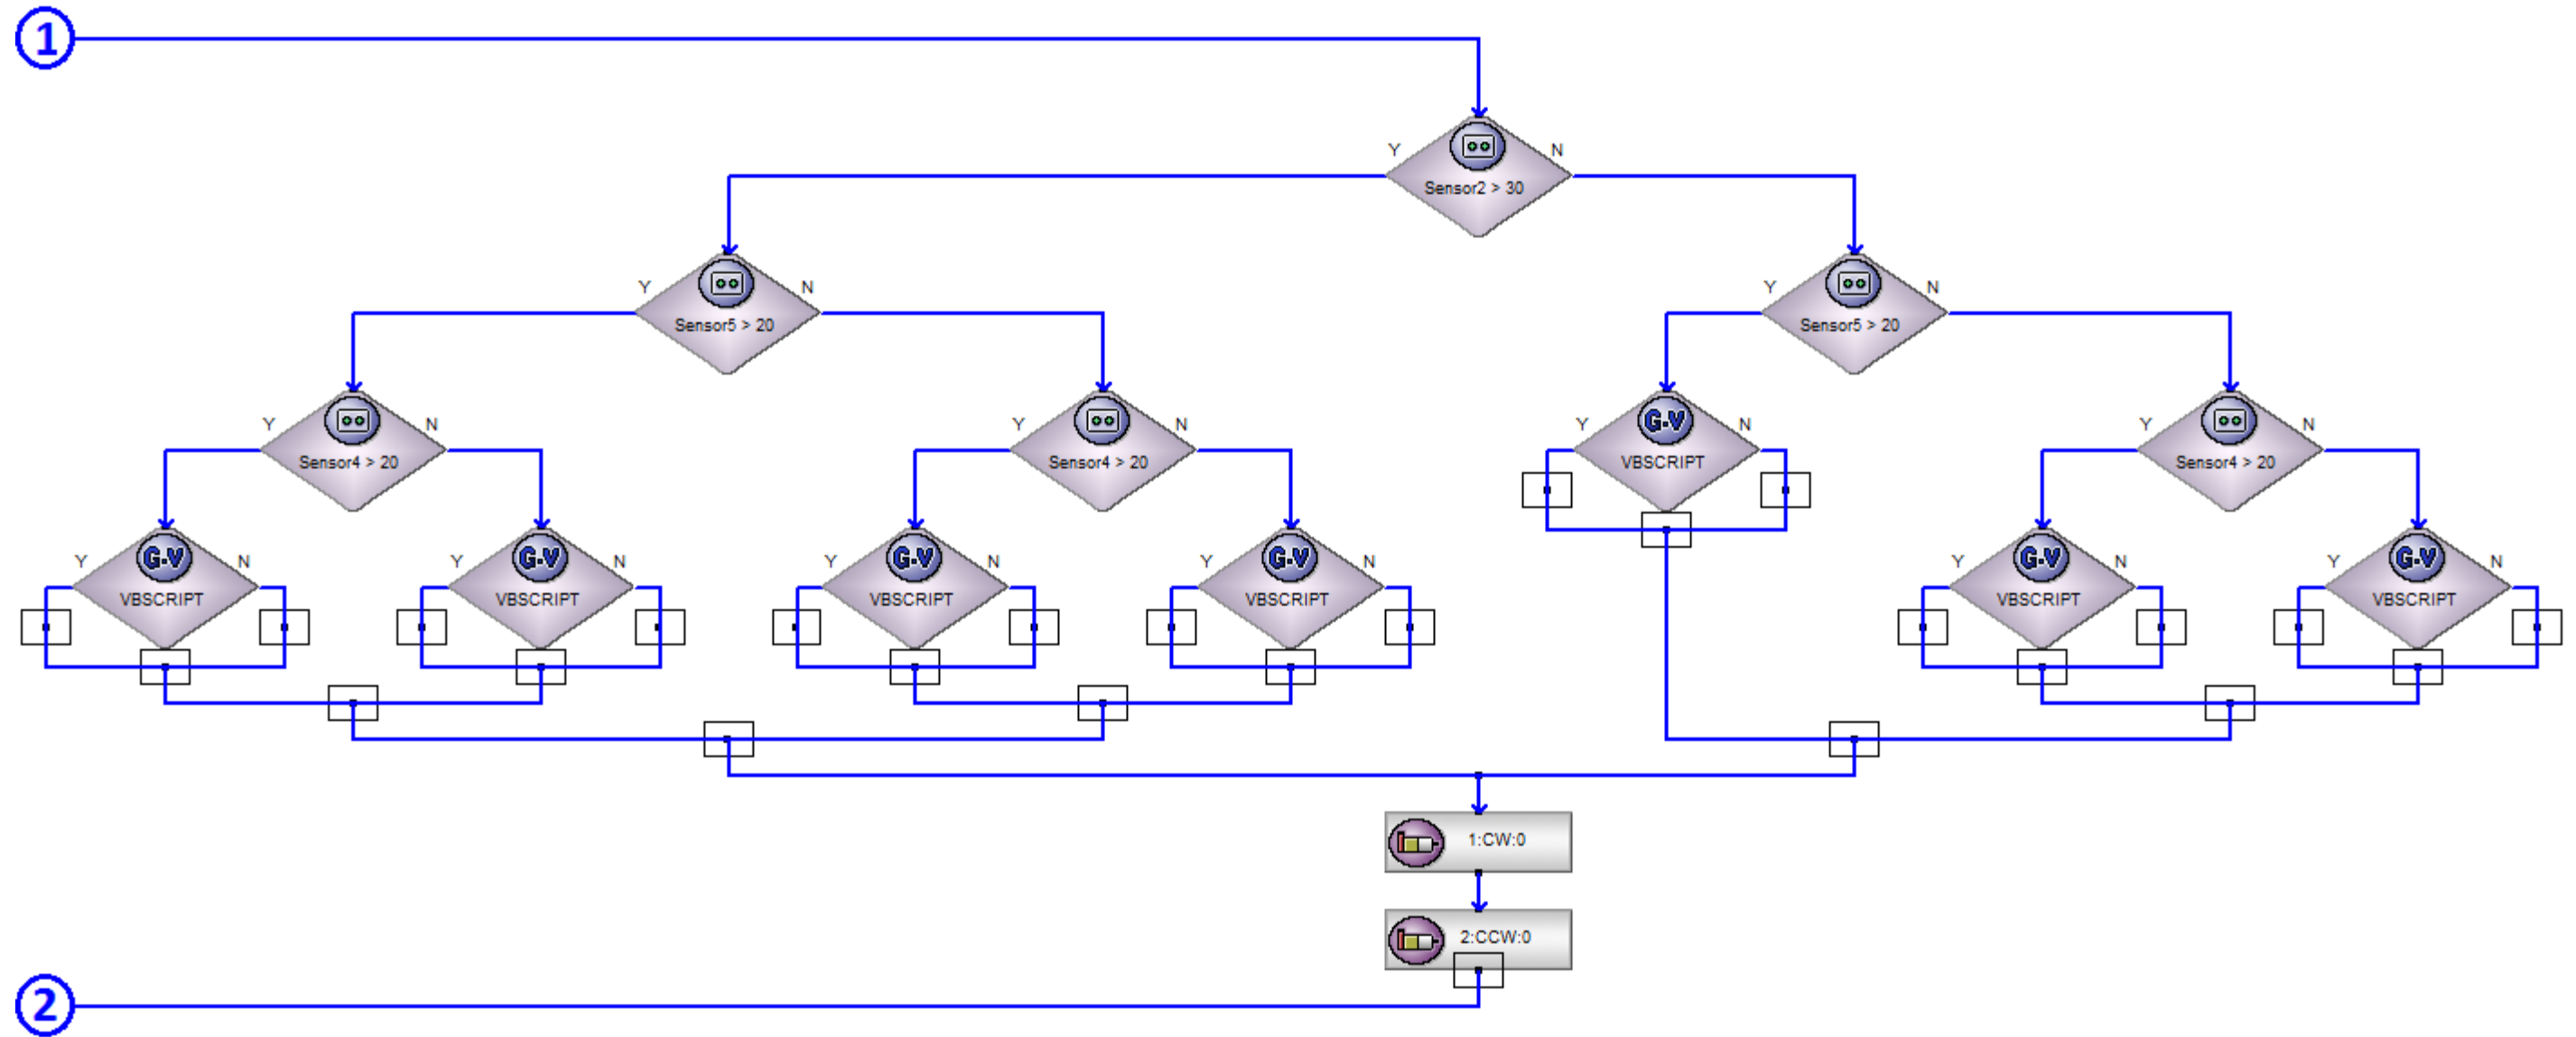 1
Y N
Sensor2 > 30
Y N Y N
Sensor5 > 20 Sensor5 > 20
Y N Y N Y G-V N Y N
Sensor4 > 20 Sensor4 > 20 VBSCRIPT Sensor4 > 20
Y G-V N Y G-V N Y G-V N Y G-V N Y G-V N Y G-V N
VBSCRIPT VBSCRIPT VBSCRIPT VBSCRIPT VBSCRIPT VBSCRIPT
1:CW:0
2:CCW:0
2